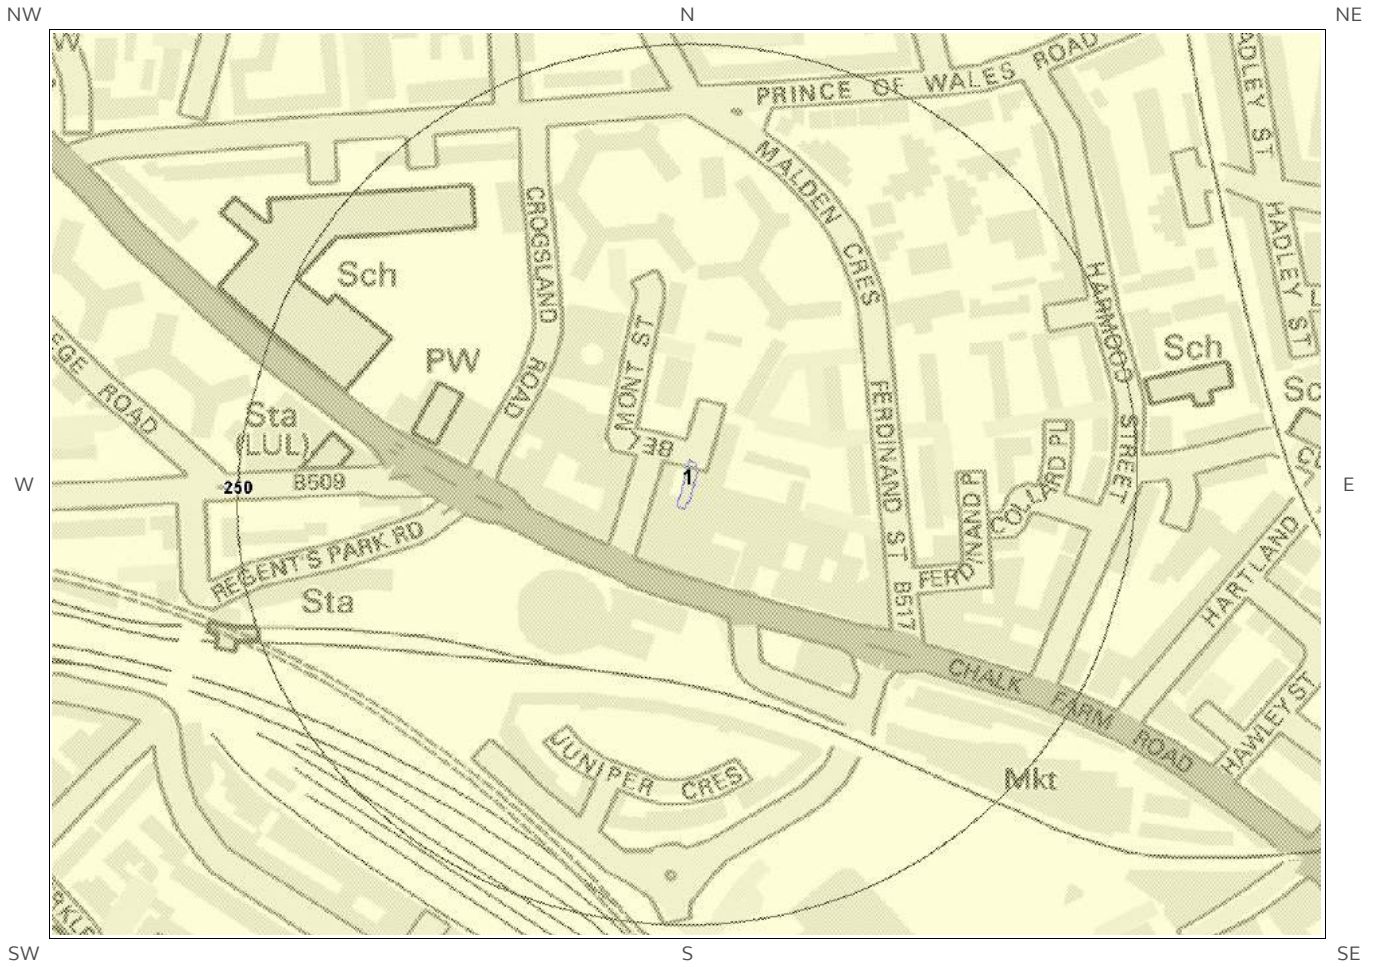 NW
N
NE
W
PRINCE OF WALES ROAD
ADLEY ST
MALDEN CRES
CROGSLAND ROAD
HADLEY ST
Sch
HARMOOD STREET
MONT ST
Sch
PW
EGE ROAD
Sta
(LUL)
Sc
BE
FERDINAND ST B517
COLLARD PL
FERDINAND P
W
250
B509
1
E
REGENT'S PARK RD
HARTLAND
Sta
CHALK FARM ROAD
HAWLEY ST
JUNIPER CRES
Mkt
SW
S
SE